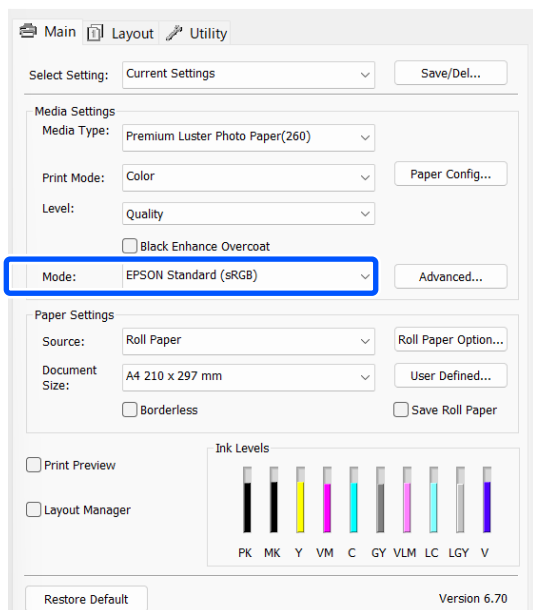 Main Layout Utility
Select Setting: Current Settings Save/Del...
Media Settings
Media Type: Premium Luster Photo Paper(260)
Print Mode: Color Paper Config...
Level: Quality
Black Enhance Overcoat
Mode: EPSON Standard (sRGB) Advanced...
Paper Settings
Source: Roll Paper Roll Paper Option...
Document
Size: A4 210 x 297 mm User Defined...
Borderless Save Roll Paper
Ink Levels
Print Preview
Layout Manager
PK MK Y VM C GY VLM LC LGY V
Restore Default Version 6.70